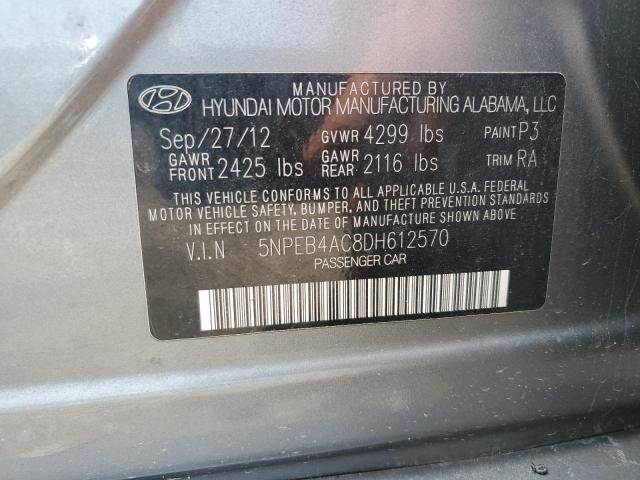 MANUFACTURED BY
HYUNDAI MOTOR MANUFACTURING ALABAMA, LLC
Sep/27/12 GVWR 4299 lbs PAINT P3
GAWR FRONT 2425 lbs GAWR REAR 2116 lbs TRIM RA
THIS VEHICLE CONFORMS TO ALL APPLICABLE U.S.A. FEDERAL
MOTOR VEHICLE SAFETY, BUMPER, AND THEFT PREVENTION STANDARDS
IN EFFECT ON THE DATE OF MANUFACTURE SHOWN ABOVE.
V.I.N 5NPEB4AC8DH612570
PASSENGER CAR